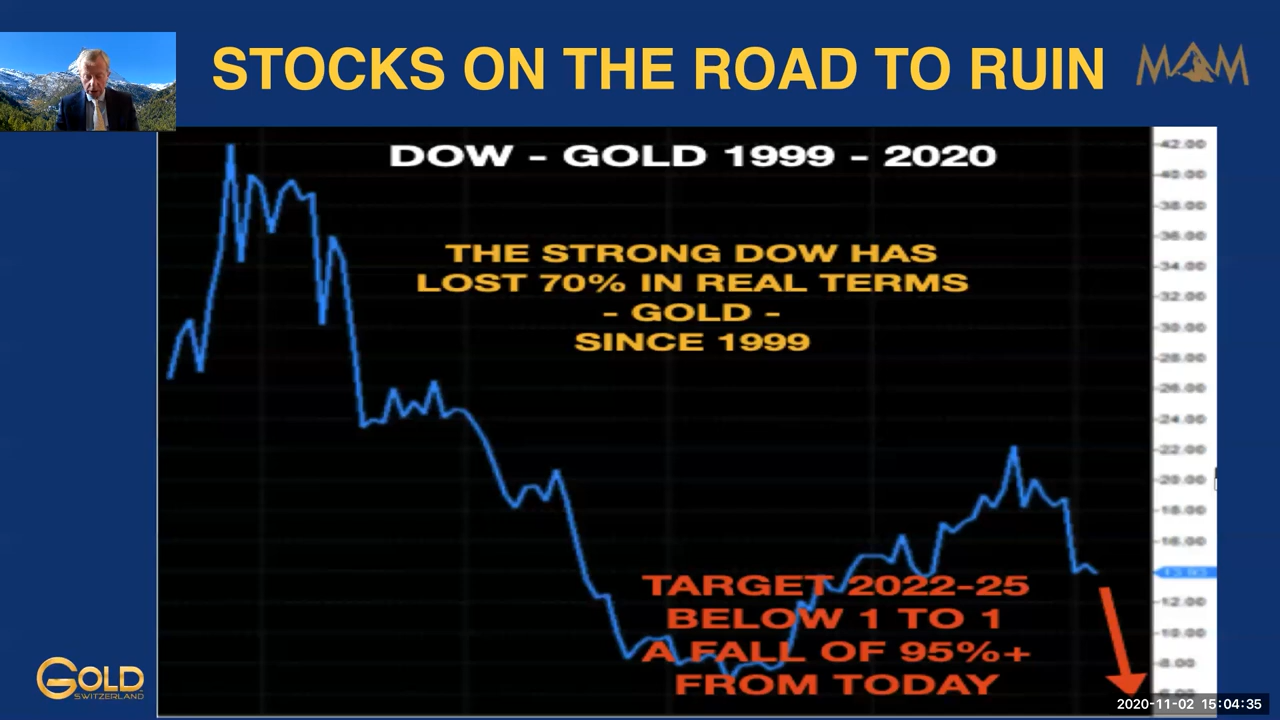 STOCKS ON THE ROAD TO RUIN
MAM
DOW - GOLD 1999 - 2020
THE STRONG DOW HAS
LOST 70% IN REAL TERMS
- GOLD -
SINCE 1999
TARGET 2022-25
BELOW 1 TO 1
A FALL OF 95%+
FROM TODAY
42.00
40.00
38.00
36.00
34.00
32.00
30.00
28.00
26.00
24.00
22.00
20.00
18.00
16.00
12.00
10.00
8.00
GOLD
SWITZERLAND
2020-11-02 15:04:35